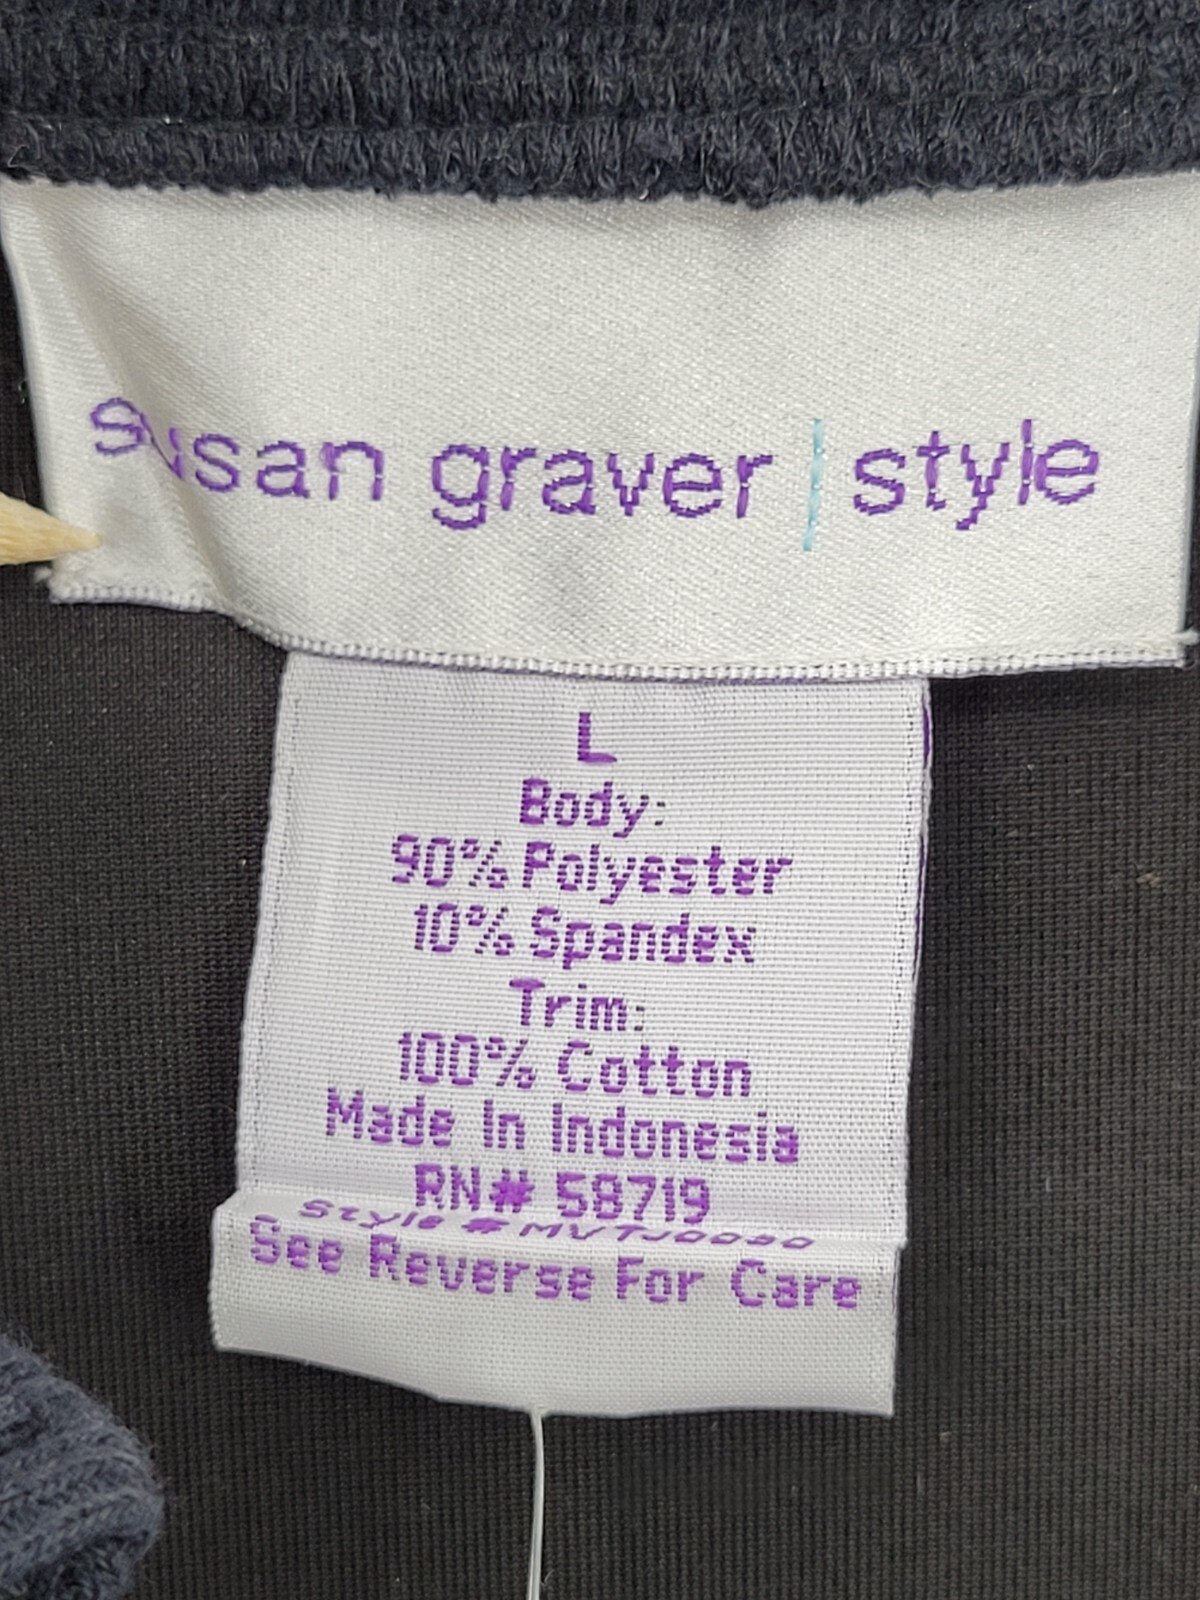 susan graver | style
L
Body:
90% Polyester
10% Spandex
Trim:
100% Cotton
Made In Indonesia
RN# 58719
Style #
See Reverse For Care